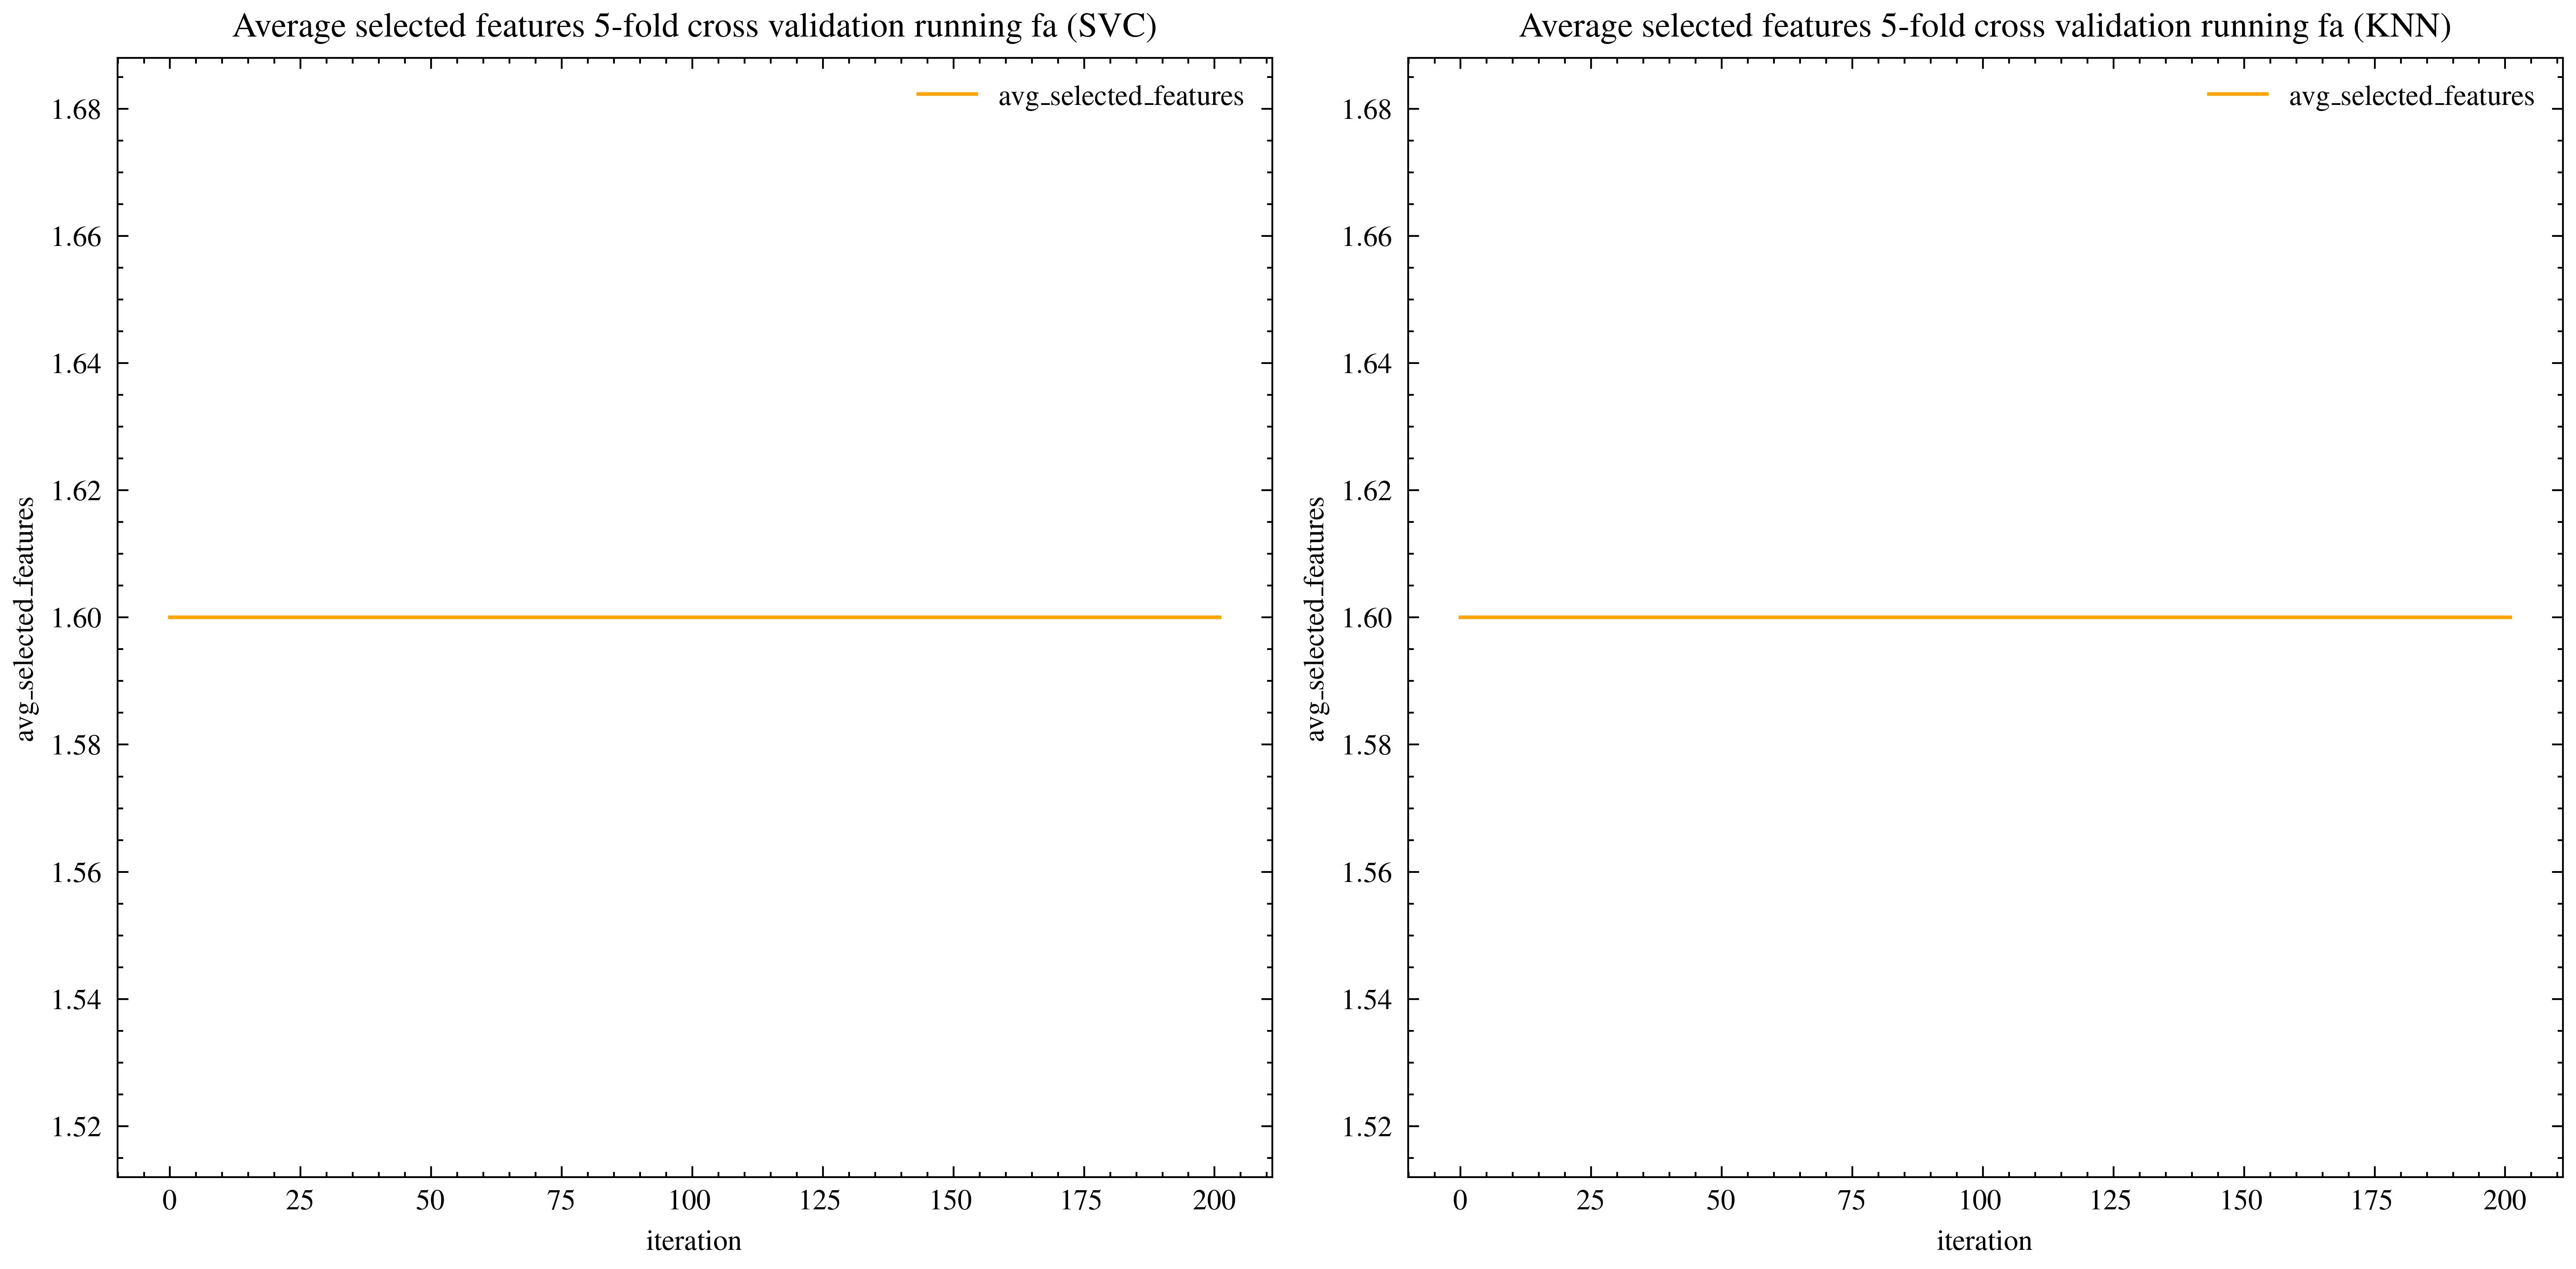 Average selected features 5-fold cross validation running fa (SVC)
avg_selected_features
1.68
1.66
1.64
1.62
1.60
1.58
1.56
1.54
1.52
avg_selected_features
0 25 50 75 100 125 150 175 200
iteration
Average selected features 5-fold cross validation running fa (KNN)
avg_selected_features
1.68
1.66
1.64
1.62
1.60
1.58
1.56
1.54
1.52
avg_selected_features
0 25 50 75 100 125 150 175 200
iteration